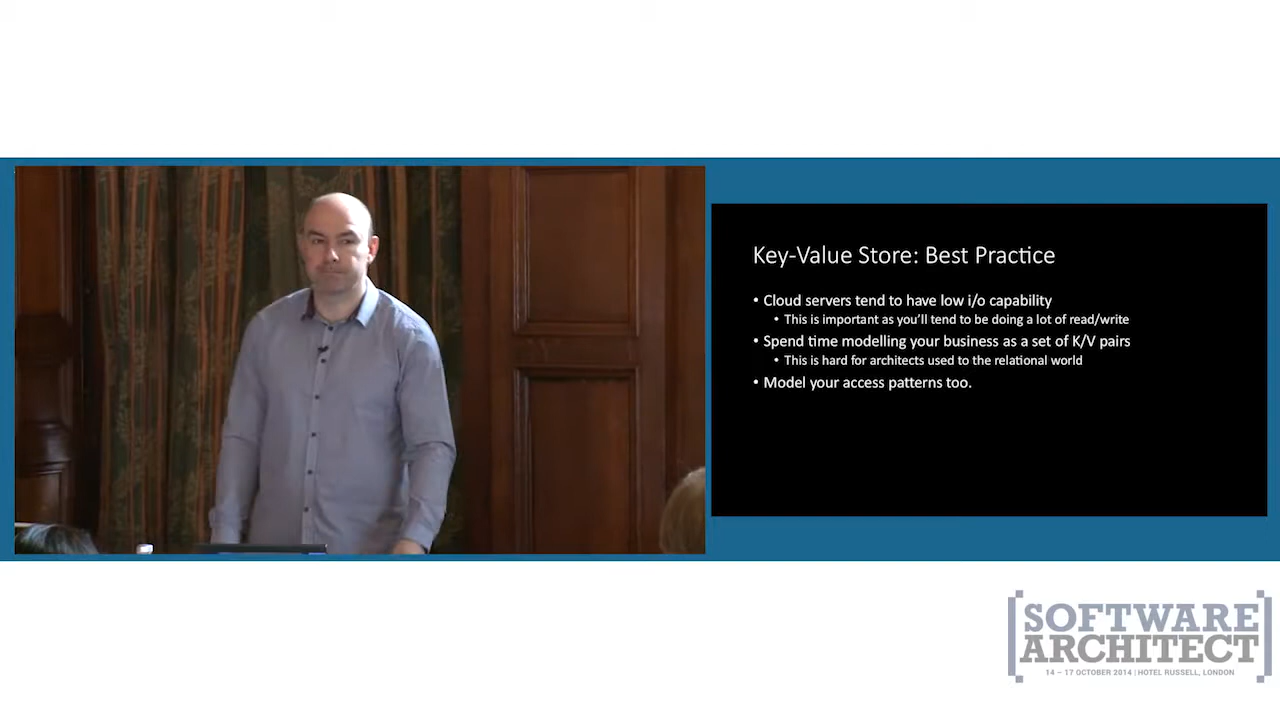 Key-Value Store: Best Practice
• Cloud servers tend to have low i/o capability
• This is important as you'll tend to be doing a lot of read/write
• Spend time modelling your business as a set of K/V pairs
• This is hard for architects used to the relational world
• Model your access patterns too.
[SOFTWARE
ARCHITECT]
14 – 17 OCTOBER 2014 | HOTEL RUSSELL, LONDON